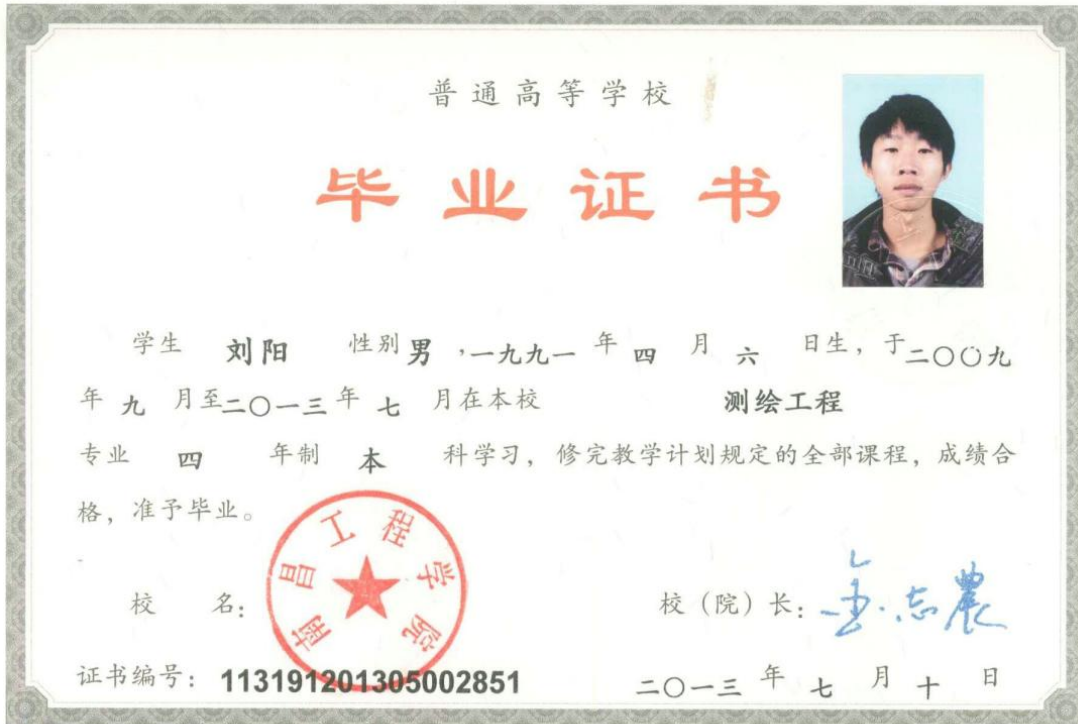 普通高等学校
毕业证书
学生 刘阳 性别 男 ,一九九一 年 四 月 六 日生，于二〇〇九
年 九 月至二〇一三年 七 月在本校 测绘工程
专业 四 年制 本 科学习，修完教学计划规定的全部课程，成绩合
格，准予毕业。
南昌工程学院
校 名： 校（院）长：金志農
证书编号：113191201305002851 二〇一三 年 七 月 十 日